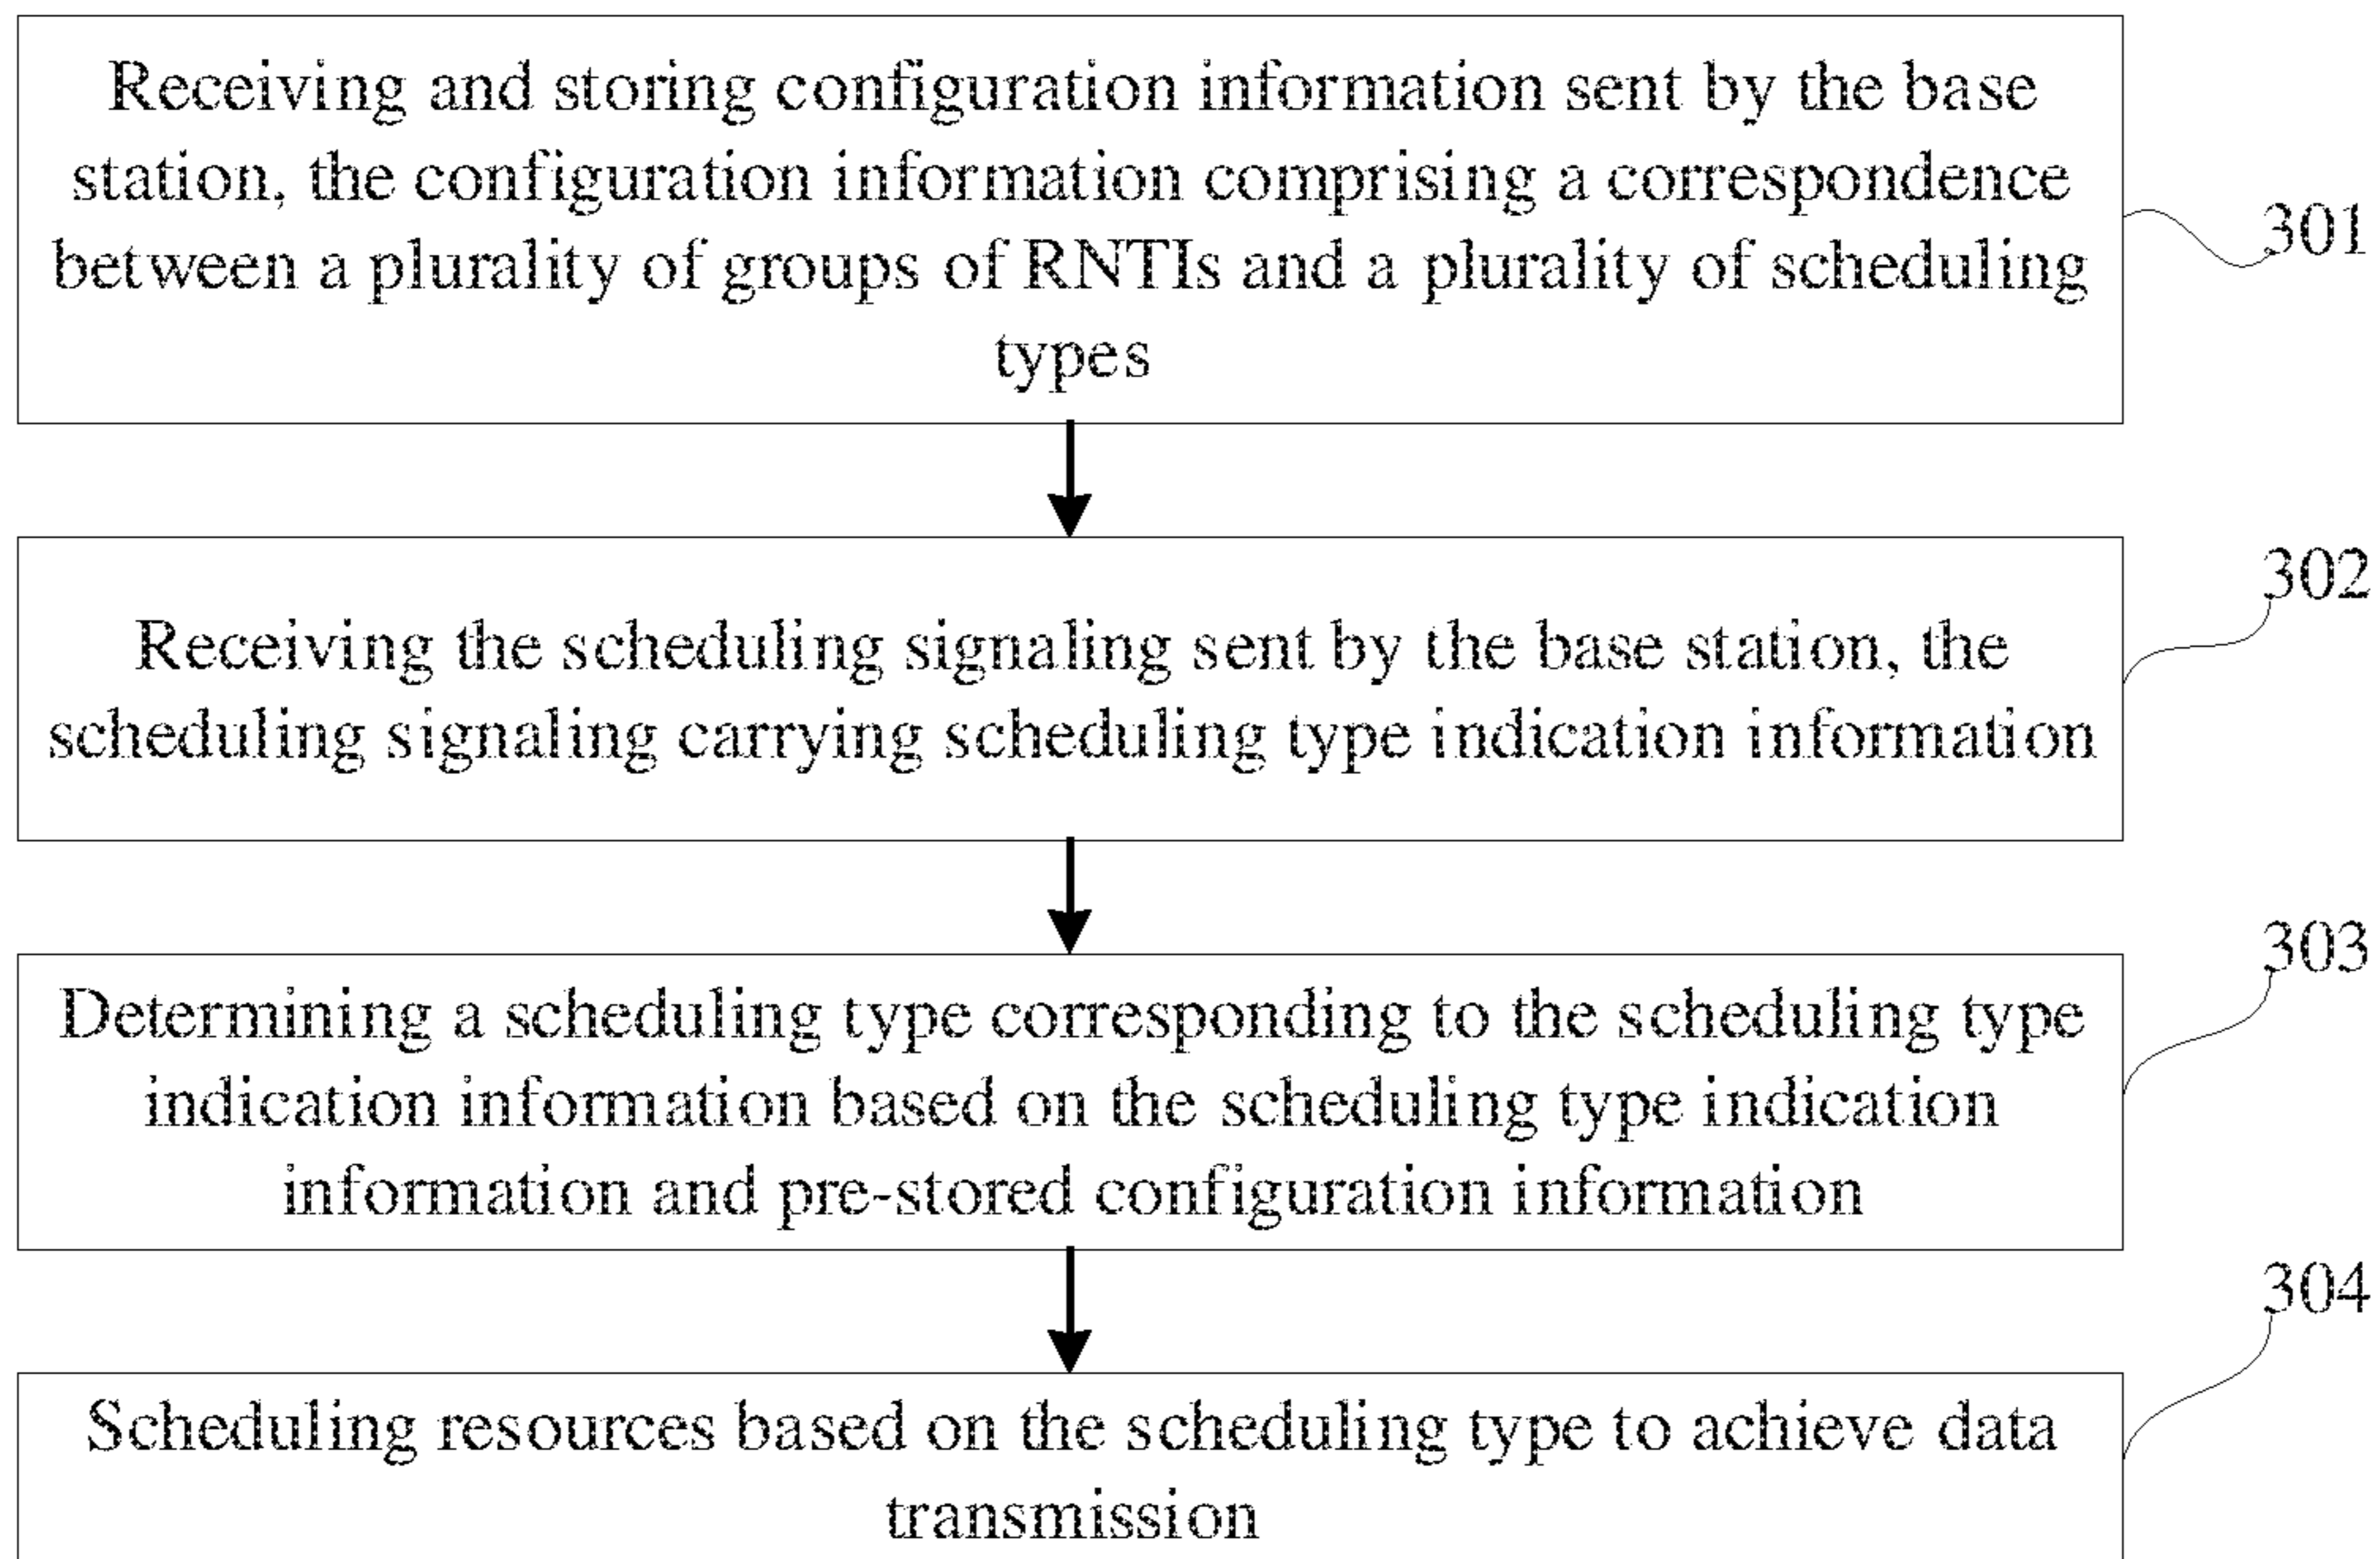 Receiving and storing configuration information sent by the base
station, the configuration information comprising a correspondence
between a plurality of groups of RNTIs and a plurality of scheduling
types
301
Receiving the scheduling signaling sent by the base station, the
scheduling signaling carrying scheduling type indication information
302
Determining a scheduling type corresponding to the scheduling type
indication information based on the scheduling type indication
information and pre-stored configuration information
303
Scheduling resources based on the scheduling type to achieve data
transmission
304